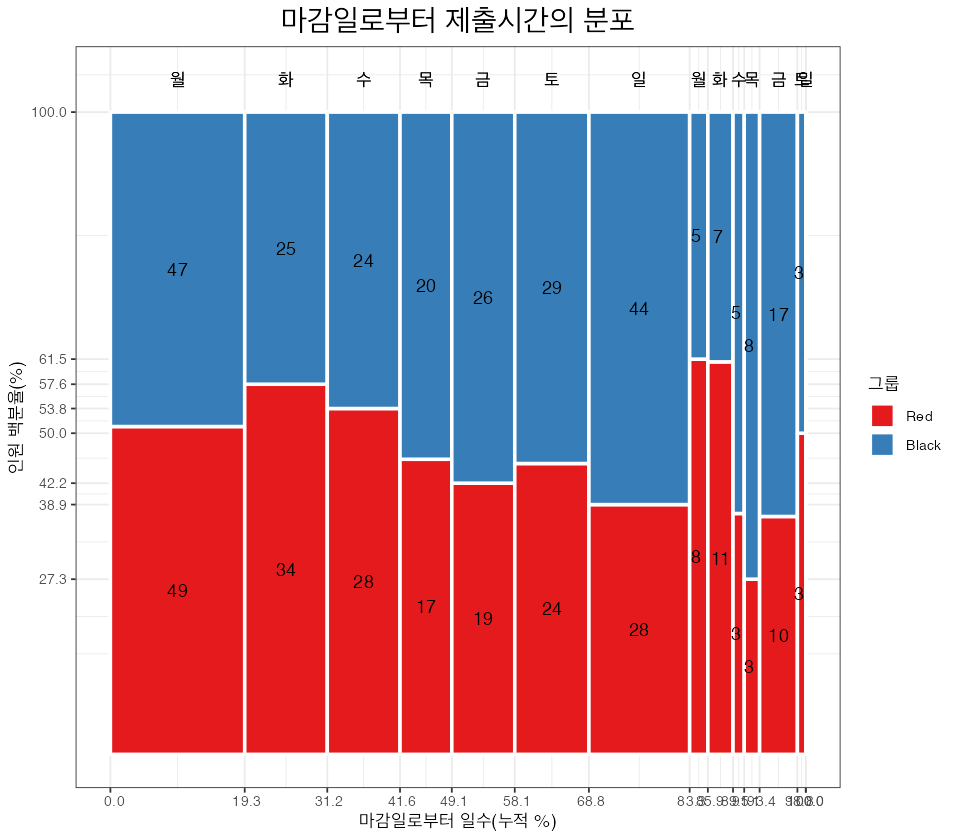 마감일로부터 제출시간의 분포
월 화 수 목 금 토 일 월 화 수 목 금 토 일
100.0
61.5
57.6
53.8
50.0
42.2
38.9
27.3
인원 백분율(%)
47 25 24 20 26 29 44 5 7 5 8 17 3
49 34 28 17 19 24 28 8 11 3 3 10 3
0.0 19.3 31.2 41.6 49.1 58.1 68.8
마감일로부터 일수(누적 %)
그룹
Red
Black